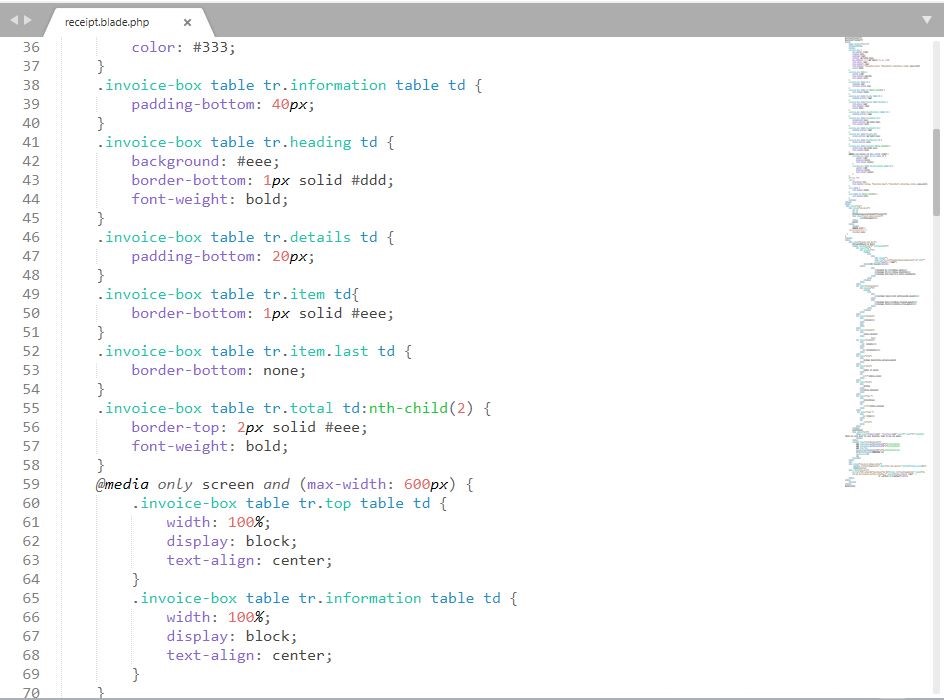 receipt.blade.php ×
36 color: #333;
37 }
38 .invoice-box table tr.information table td {
39 padding-bottom: 40px;
40 }
41 .invoice-box table tr.heading td {
42 background: #eee;
43 border-bottom: 1px solid #ddd;
44 font-weight: bold;
45 }
46 .invoice-box table tr.details td {
47 padding-bottom: 20px;
48 }
49 .invoice-box table tr.item td{
50 border-bottom: 1px solid #eee;
51 }
52 .invoice-box table tr.item.last td {
53 border-bottom: none;
54 }
55 .invoice-box table tr.total td:nth-child(2) {
56 border-top: 2px solid #eee;
57 font-weight: bold;
58 }
59 @media only screen and (max-width: 600px) {
60 .invoice-box table tr.top table td {
61 width: 100%;
62 display: block;
63 text-align: center;
64 }
65 .invoice-box table tr.information table td {
66 width: 100%;
67 display: block;
68 text-align: center;
69 }
70 }